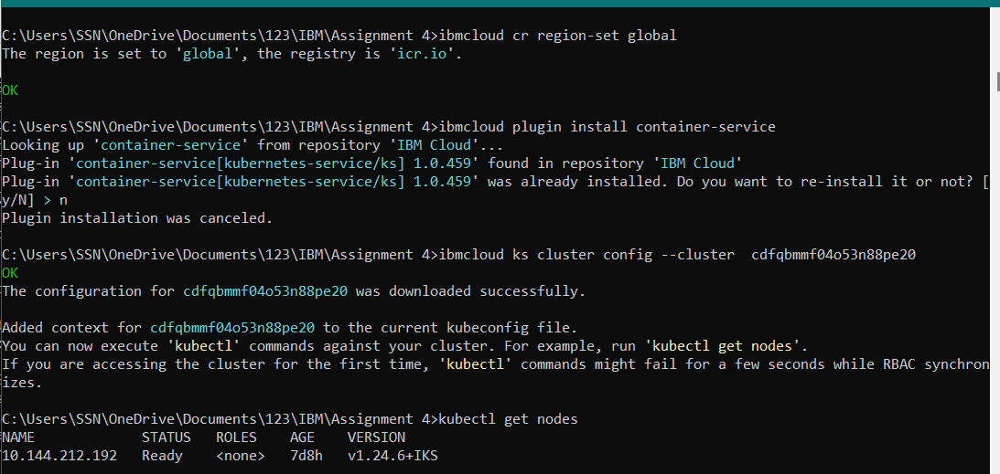 C:\Users\SSN\OneDrive\Documents\123\IBM\Assignment 4>ibmcloud cr region-set global
The region is set to 'global', the registry is 'icr.io'.
OK
C:\Users\SSN\OneDrive\Documents\123\IBM\Assignment 4>ibmcloud plugin install container-service
Looking up 'container-service' from repository 'IBM Cloud'...
Plug-in 'container-service[kubernetes-service/ks] 1.0.459' found in repository 'IBM Cloud'
Plug-in 'container-service[kubernetes-service/ks] 1.0.459' was already installed. Do you want to re-install it or not? [
y/N] > n
Plugin installation was canceled.
C:\Users\SSN\OneDrive\Documents\123\IBM\Assignment 4>ibmcloud ks cluster config --cluster  cdfqbmmf04o53n88pe20
OK
The configuration for cdfqbmmf04o53n88pe20 was downloaded successfully.
Added context for cdfqbmmf04o53n88pe20 to the current kubeconfig file.
You can now execute 'kubectl' commands against your cluster. For example, run 'kubectl get nodes'.
If you are accessing the cluster for the first time, 'kubectl' commands might fail for a few seconds while RBAC synchron
izes.
C:\Users\SSN\OneDrive\Documents\123\IBM\Assignment 4>kubectl get nodes
NAME             STATUS   ROLES    AGE    VERSION
10.144.212.192   Ready    <none>   7d8h   v1.24.6+IKS